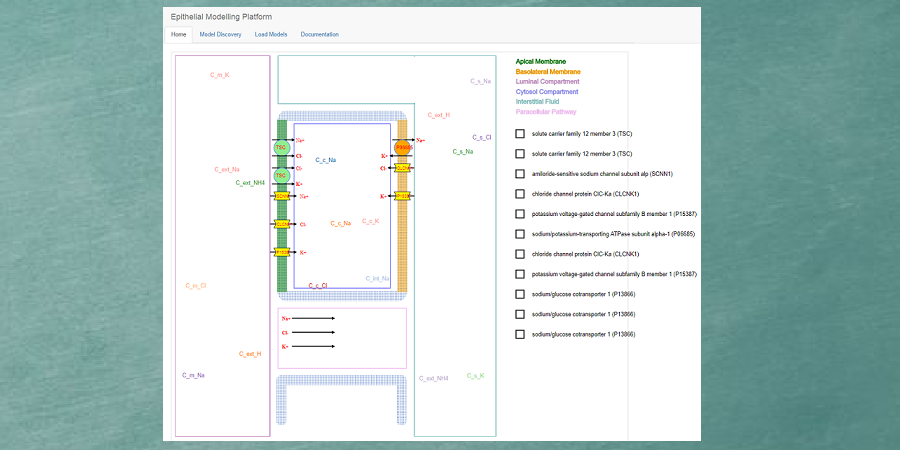 Epithelial Modelling Platform
Home Model Discovery Load Models Documentation
Apical Membrane
Basolateral Membrane
Luminal Compartment
Cytosol Compartment
Interstitial Fluid
Paracellular Pathway
solute carrier family 12 member 3 (TSC)
solute carrier family 12 member 3 (TSC)
amiloride-sensitive sodium channel subunit alp (SCNN1)
chloride channel protein ClC-Ka (CLCNK1)
potassium voltage-gated channel subfamily B member 1 (P15387)
sodium/potassium-transporting ATPase subunit alpha-1 (P06685)
chloride channel protein ClC-Ka (CLCNK1)
potassium voltage-gated channel subfamily B member 1 (P15387)
sodium/glucose cotransporter 1 (P13866)
sodium/glucose cotransporter 1 (P13866)
sodium/glucose cotransporter 1 (P13866)
C_m_K
C_ext_Na
C_ext_NH4
C_m_Cl
C_ext_H
C_m_Na
TSC
TSC
Na+
Cl-
Cl-
K+
Na+
Cl-
K+
C_c_Na
C_c_Na
C_c_K
C_int_Na
C_c_Cl
P06685
Na+
K+
Cl-
K+
Na+
Cl-
K+
C_s_Na
C_ext_H
C_s_Cl
C_s_Na
C_ext_NH4
C_s_K